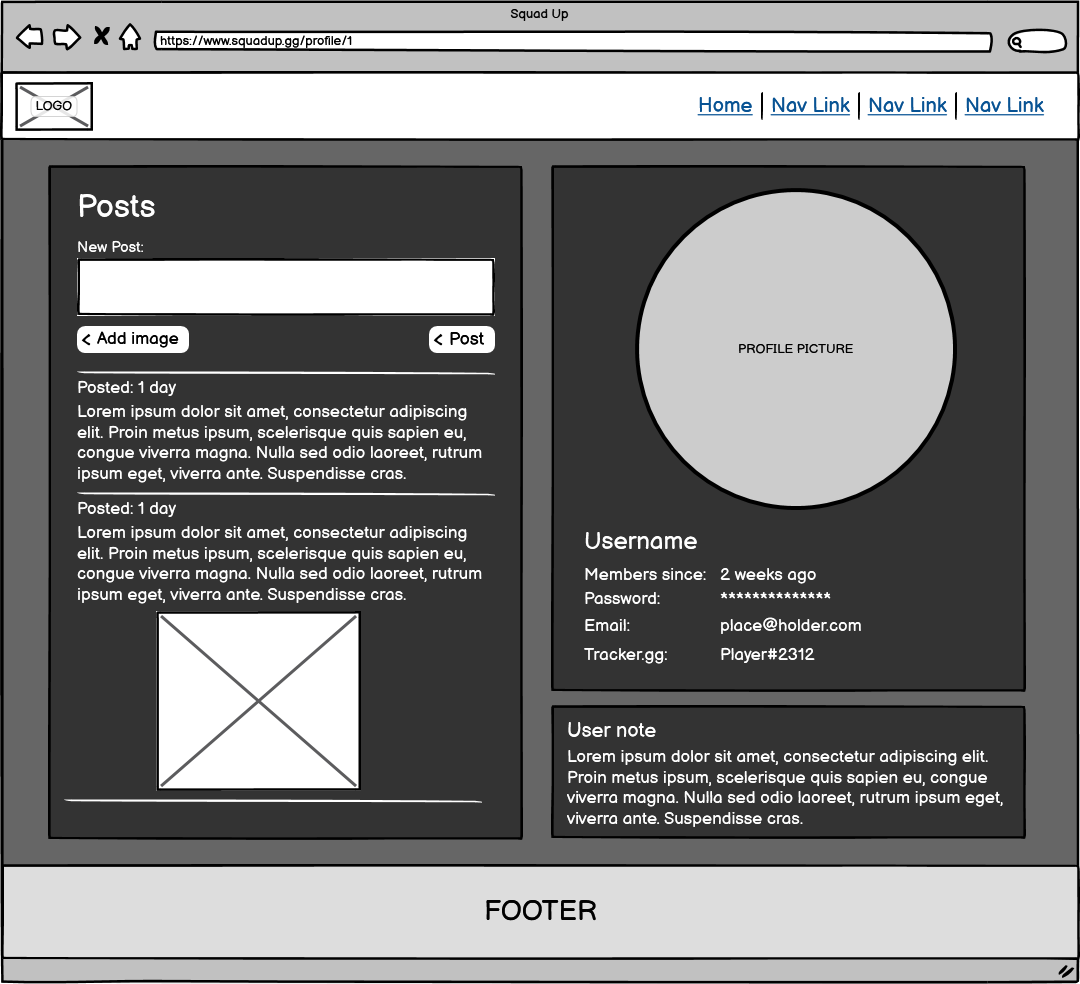 Squad Up
https://www.squadup.gg/profile/1
LOGO
Home | Nav Link | Nav Link | Nav Link
Posts
New Post:
< Add image
< Post
Posted: 1 day
Lorem ipsum dolor sit amet, consectetur adipiscing
elit. Proin metus ipsum, scelerisque quis sapien eu,
congue viverra magna. Nulla sed odio laoreet, rutrum
ipsum eget, viverra ante. Suspendisse cras.
Posted: 1 day
Lorem ipsum dolor sit amet, consectetur adipiscing
elit. Proin metus ipsum, scelerisque quis sapien eu,
congue viverra magna. Nulla sed odio laoreet, rutrum
ipsum eget, viverra ante. Suspendisse cras.
PROFILE PICTURE
Username
Members since: 2 weeks ago
Password: **************
Email: place@holder.com
Tracker.gg: Player#2312
User note
Lorem ipsum dolor sit amet, consectetur adipiscing elit.
Proin metus ipsum, scelerisque quis sapien eu, congue
viverra magna. Nulla sed odio laoreet, rutrum ipsum eget,
viverra ante. Suspendisse cras.
FOOTER